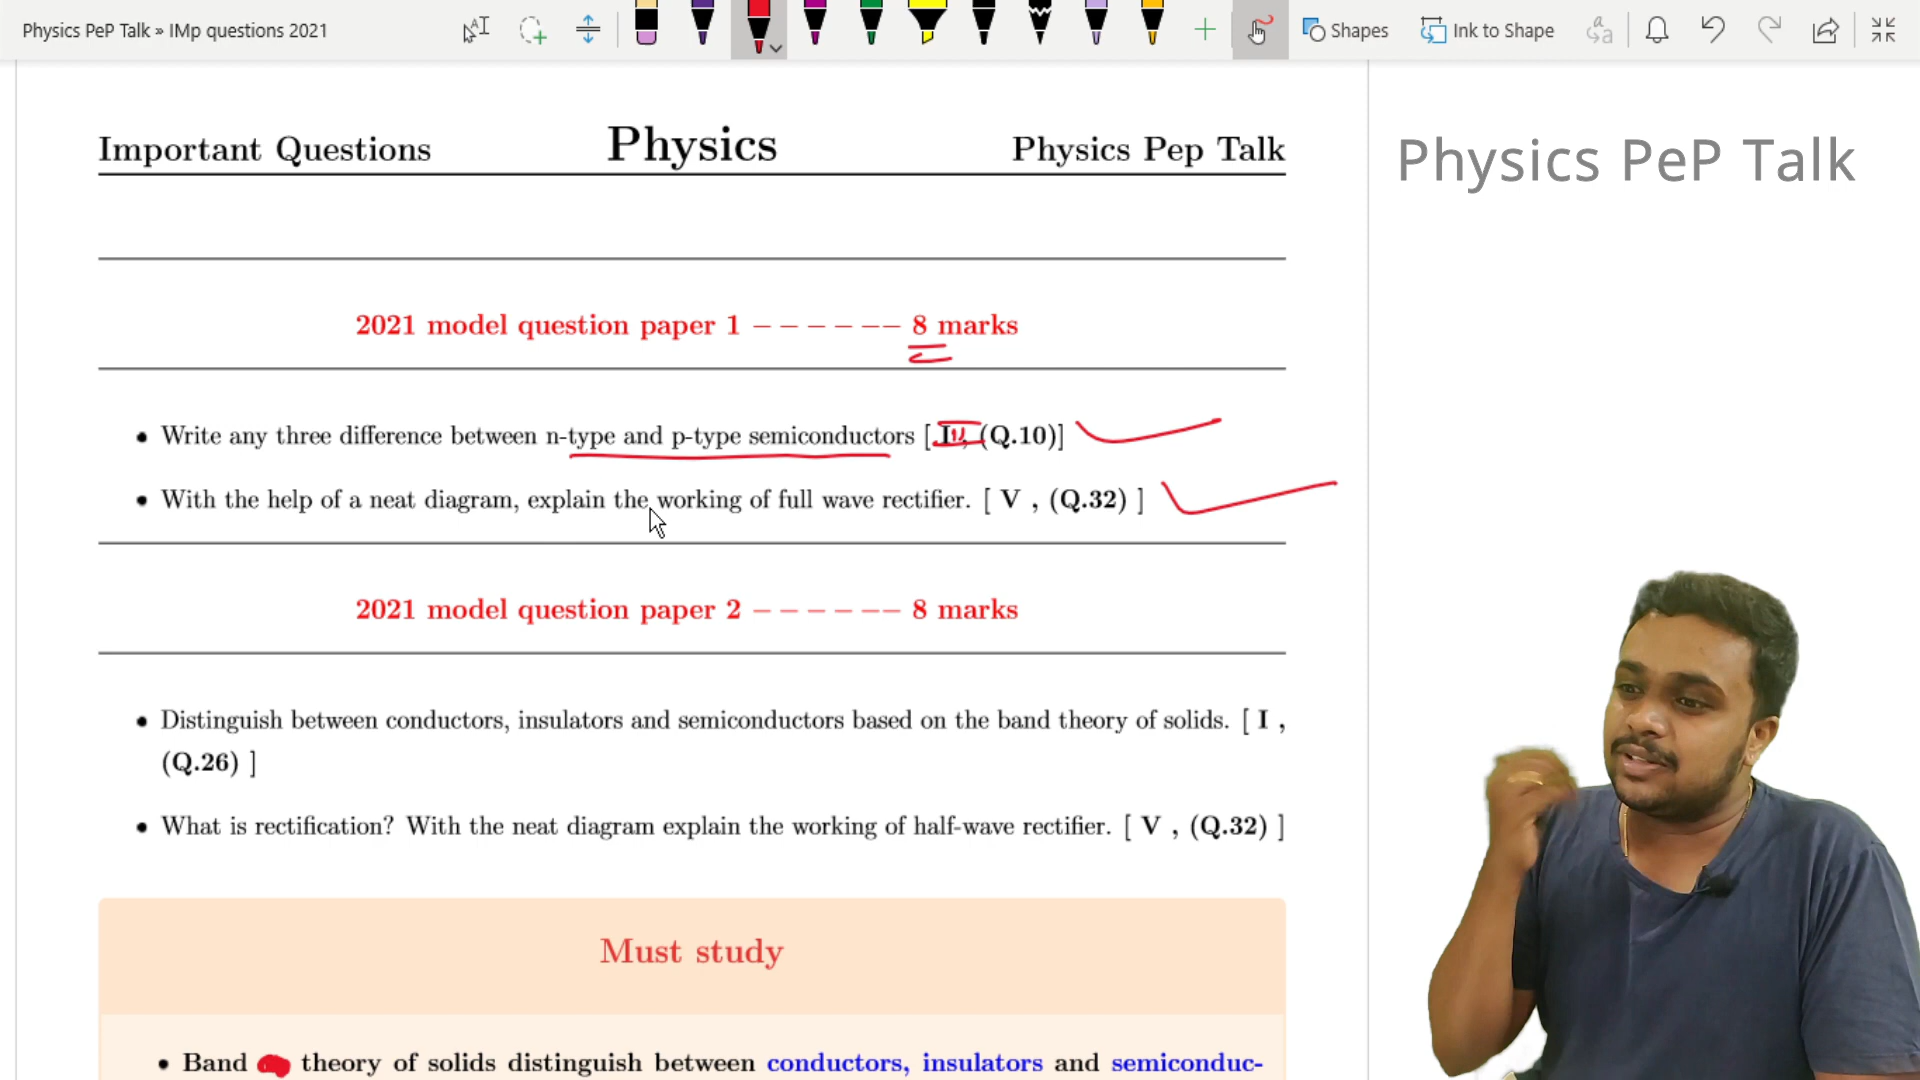 Physics PeP Talk » IMp questions 2021
Shapes
Ink to Shape
Important Questions Physics Physics Pep Talk
Physics PeP Talk
2021 model question paper 1 − − − − − −− 8 marks
• Write any three difference between n-type and p-type semiconductors [ (Q.10)]
• With the help of a neat diagram, explain the working of full wave rectifier. [ V , (Q.32) ]
2021 model question paper 2 − − − − − −− 8 marks
• Distinguish between conductors, insulators and semiconductors based on the band theory of solids. [ I ,
(Q.26) ]
• What is rectification? With the neat diagram explain the working of half-wave rectifier. [ V , (Q.32) ]
Must study
• Band theory of solids distinguish between conductors, insulators and semiconduc-